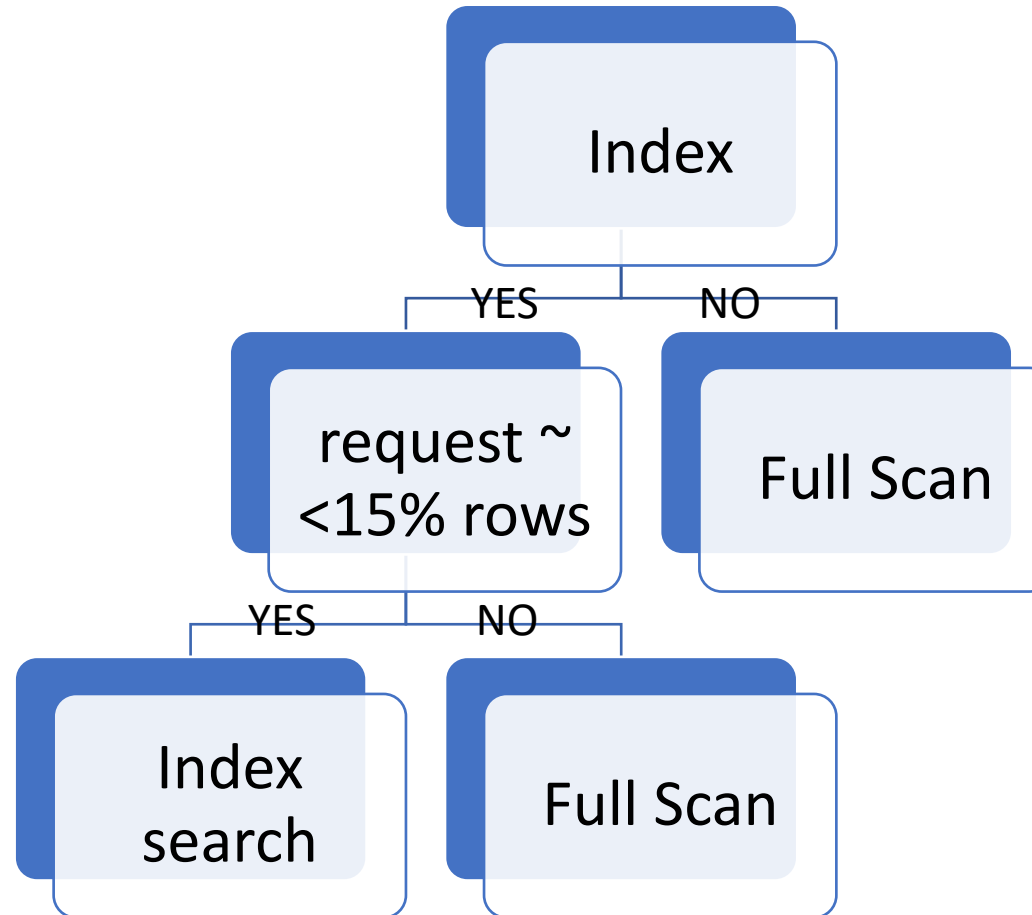 Index
YES
NO
request ~
<15% rows
Full Scan
YES
NO
Index
search
Full Scan